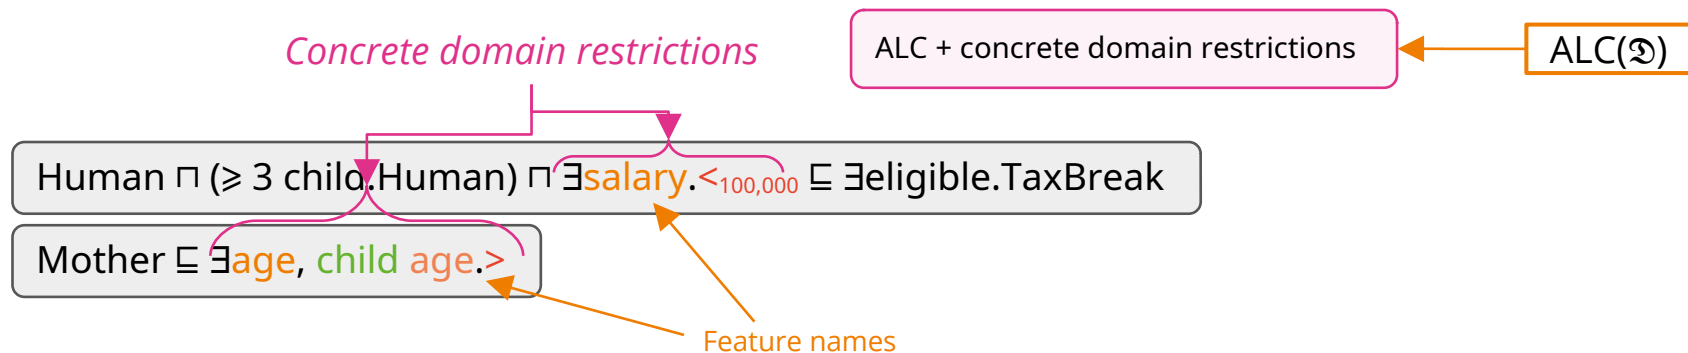 Concrete domain restrictions
ALC + concrete domain restrictions
ALC(𝕯)
Human ⊓ (⩾ 3 child.Human) ⊓ ∃salary.<100,000 ⊑ ∃eligible.TaxBreak
Mother ⊑ ∃age, child age.>
Feature names